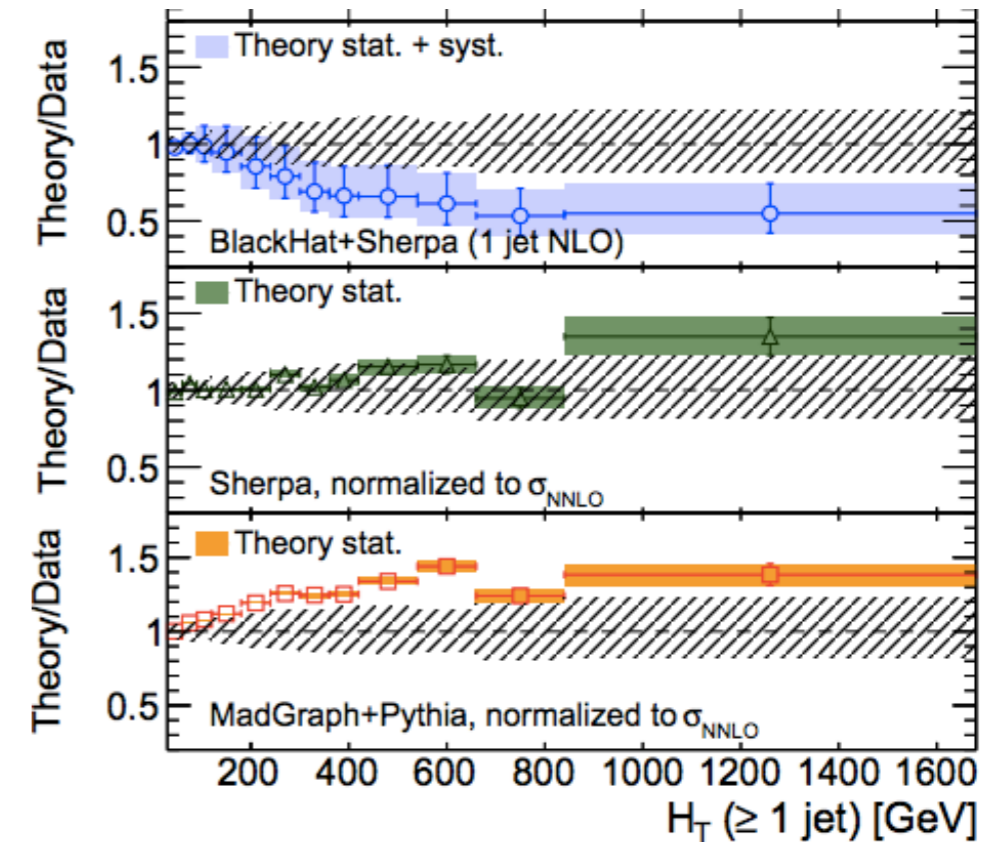 Theory/Data
1.5
1
0.5
Theory stat. + syst.
BlackHat+Sherpa (1 jet NLO)
Theory/Data
1.5
1
0.5
Theory stat.
Sherpa, normalized to σNNLO
Theory/Data
1.5
1
0.5
Theory stat.
MadGraph+Pythia, normalized to σNNLO
200 400 600 800 1000 1200 1400 1600
HT (≥ 1 jet) [GeV]